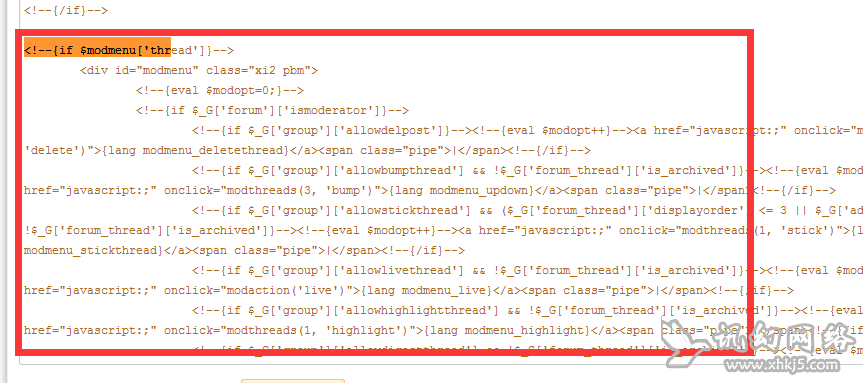 <!--{/if}-->
<!--{if $modmenu['thread']}-->
<div id="modmenu" class="xi2 pbm">
<!--{eval $modopt=0;}-->
<!--{if $_G['forum']['ismoderator']}-->
<!--{if $_G['group']['allowdelpost']}--><!--{eval $modopt++}--><a href="javascript:;" onclick="m
'delete')">{lang modmenu_deletethread}</a><span class="pipe">|</span><!--{/if}-->
<!--{if $_G['group']['allowbumpthread'] && !$_G['forum_thread']['is_archived']}--><!--{eval $mod
href="javascript:;" onclick="modthreads(3, 'bump')">{lang modmenu_updown}</a><span class="pipe">|</span><!--{/if}-->
<!--{if $_G['group']['allowstickthread'] && ($_G['forum_thread']['displayorder'] <= 3 || $_G['ad
!$_G['forum_thread']['is_archived']}--><!--{eval $modopt++}--><a href="javascript:;" onclick="modthreads(1, 'stick')">{l
modmenu_stickthread}</a><span class="pipe">|</span><!--{/if}-->
<!--{if $_G['group']['allowlivethread'] && !$_G['forum_thread']['is_archived']}--><!--{eval $mod
href="javascript:;" onclick="modaction('live')">{lang modmenu_live}</a><span class="pipe">|</span><!--{/if}-->
<!--{if $_G['group']['allowhighlightthread'] && !$_G['forum_thread']['is_archived']}--><!--{eval
href="javascript:;" onclick="modthreads(1, 'highlight')">{lang modmenu_highlight}</a><span class="pipe">|</span><!--{if
www.xhkj5.com